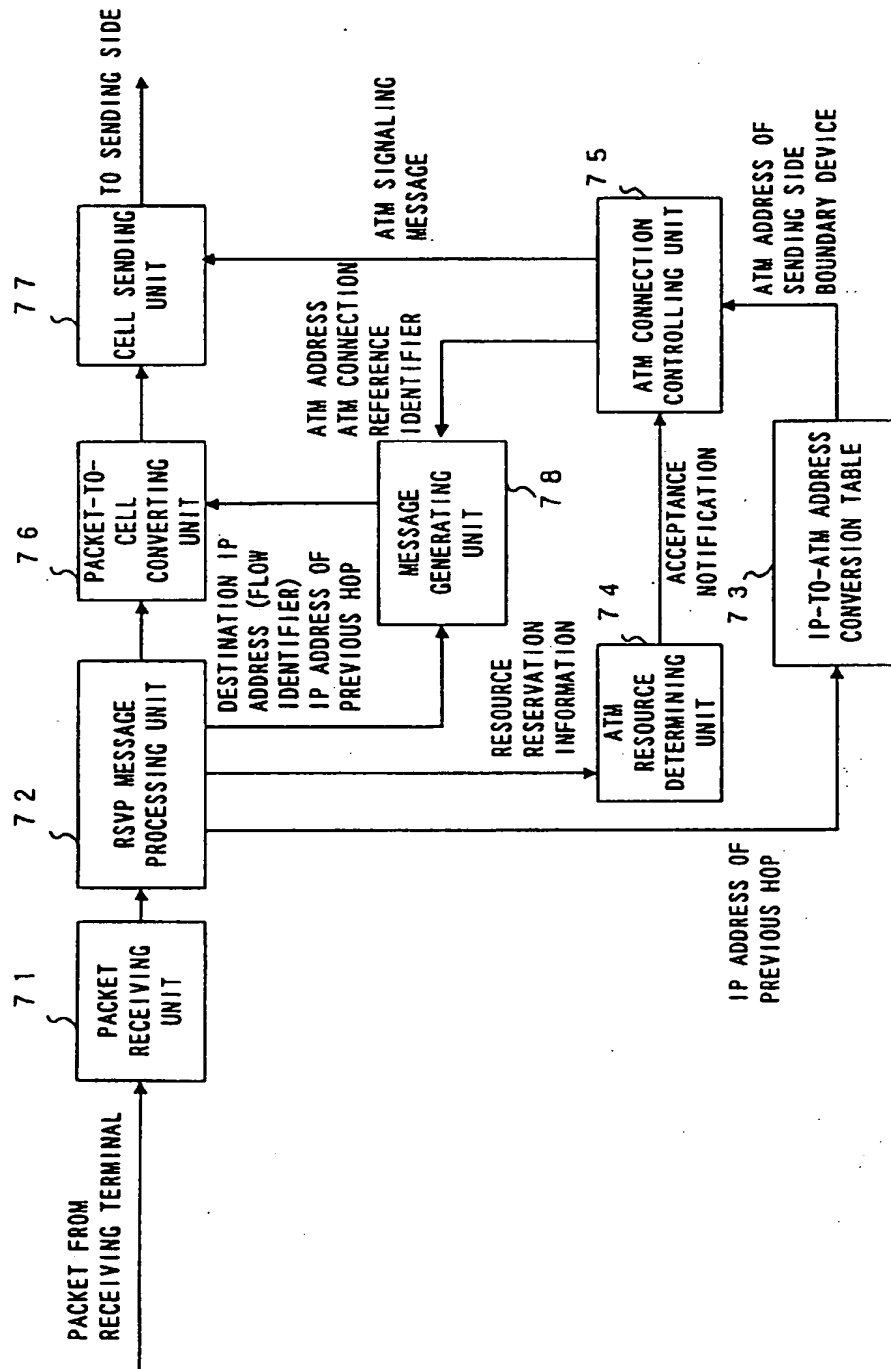 PACKET FROM
RECEIVING TERMINAL
71
PACKET
RECEIVING
UNIT
72
RSVP MESSAGE
PROCESSING UNIT
76
PACKET-TO-
CELL
CONVERTING
UNIT
77
CELL SENDING
UNIT
TO SENDING SIDE
DESTINATION IP
ADDRESS (FLOW
IDENTIFIER)
IP ADDRESS OF
PREVIOUS HOP
ATM ADDRESS
ATM CONNECTION
REFERENCE
IDENTIFIER
ATM SIGNALING
MESSAGE
MESSAGE
GENERATING
UNIT
78
RESOURCE
RESERVATION
INFORMATION
74
ATM
RESOURCE
DETERMINING
UNIT
ACCEPTANCE
NOTIFICATION
75
ATM CONNECTION
CONTROLLING UNIT
IP ADDRESS OF
PREVIOUS HOP
73
IP-TO-ATM ADDRESS
CONVERSION TABLE
ATM ADDRESS OF
SENDING SIDE
BOUNDARY DEVICE